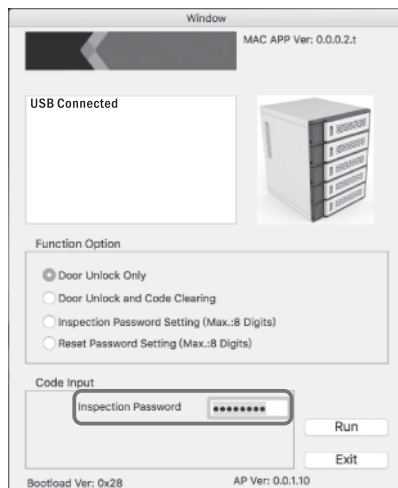 Window
MAC APP Ver: 0.0.0.2.t
USB Connected
Function Option
Door Unlock Only
Door Unlock and Code Clearing
Inspection Password Setting (Max.:8 Digits)
Reset Password Setting (Max.:8 Digits)
Code Input
Inspection Password ●●●●●●●●
Run
Exit
Bootload Ver: 0x28 AP Ver: 0.0.1.10